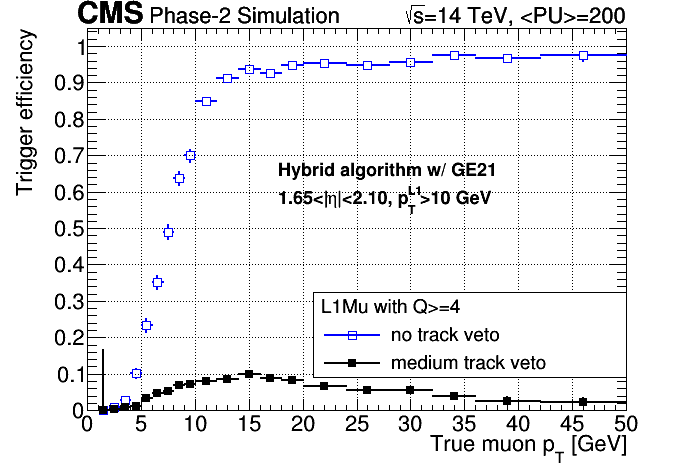 CMS Phase-2 Simulation √s=14 TeV, <PU>=200
Trigger efficiency
1
0.9
0.8
0.7
0.6
0.5
0.4
0.3
0.2
0.1
0
Hybrid algorithm w/ GE21
1.65<|η|<2.10, p_T^L1>10 GeV
L1Mu with Q>=4
no track veto
medium track veto
0 5 10 15 20 25 30 35 40 45 50
True muon p_T [GeV]